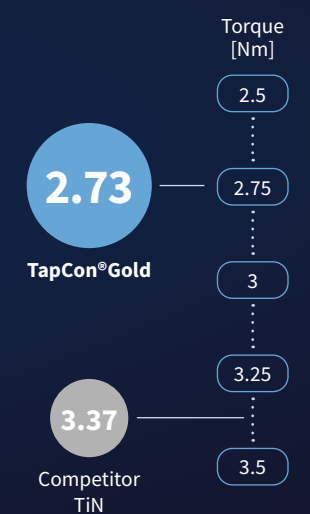 Torque
[Nm]
2.5
2.73
2.75
TapCon®Gold
3
3.25
3.37
3.5
Competitor
TiN